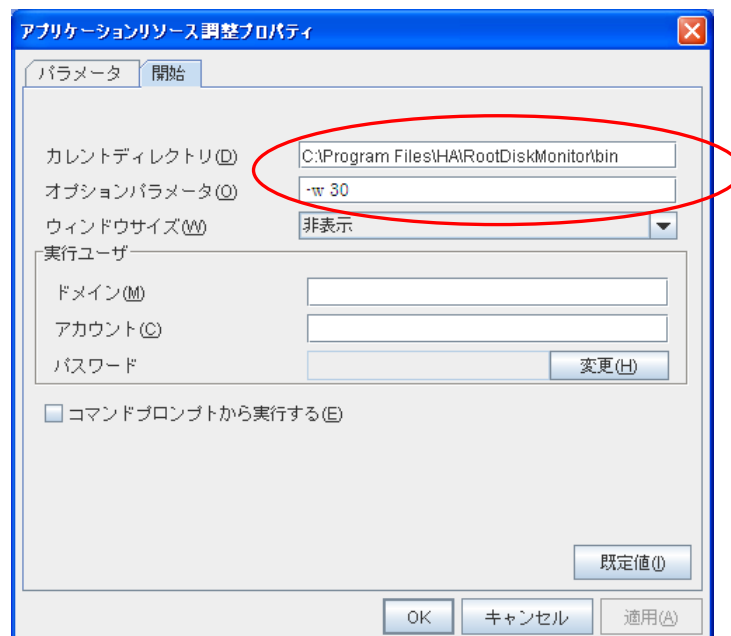 アプリケーションリソース調整プロパティ
パラメータ 開始
カレントディレクトリ(D) C:\Program Files\HA\RootDiskMonitor\bin
オプションパラメータ(O) -w 30
ウィンドウサイズ(W) 非表示
実行ユーザ
ドメイン(M)
アカウント(C)
パスワード 変更(H)
コマンドプロンプトから実行する(E)
既定値(I)
OK キャンセル 適用(A)